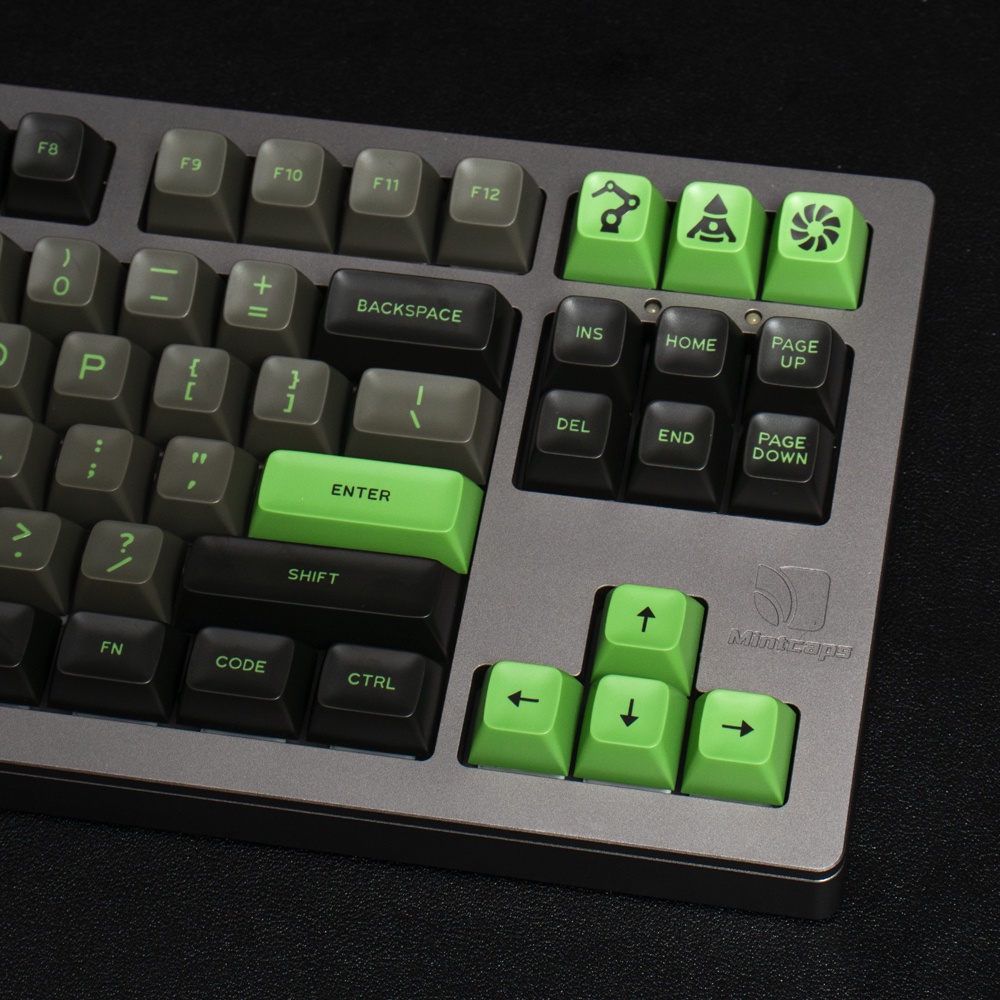 F8 F9 F10 F11 F12
) _ +
0 - = BACKSPACE INS HOME PAGE UP
P { } |
[ ] \ DEL END PAGE DOWN
: "
; , ENTER
> ?
. / SHIFT ↑
FN CODE CTRL ← ↓ →
Mintcaps